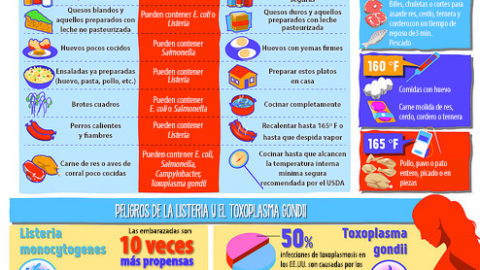 seguras
Quesos blandos y
aquellos preparados con
leche no pasteurizada
Pueden contener E. coli o
Listeria
Quesos duros y aquellos
preparados con leche
pasteurizada
Huevos pocos cocidos
Pueden contener
Salmonella
Huevos con yemas firmes
Ensaladas ya preparadas
(huevo, pasta, pollo, etc.)
Pueden contener
Listeria
Preparar estos platos
en casa
Brotes cuados
Pueden contener
E. coli o Salmonella
Cocinar completamente
Perros calientes
y fiambres
Pueden contener
Listeria
Recalentar hasta 165º F o
hasta que despida vapor
Carne de res o aves de
corral poco cocidas
Pueden contener E. coli,
Salmonella,
Campylobacter,
Toxoplasma gondii
Cocinar hasta que alcancen
la temperatura interna
mínima segura
recomendada por el USDA
Bifes, chuletas o cortes para
asados de res, cerdo, ternera y
cordero con un tiempo de
reposo de 3 min.
Pescado
160 °F
Comidas con huevo
Carne molida de res,
cerdo, cordero o ternera
165 °F
Pollo, pavo o pato
entero, picado o en
piezas
PELIGROS DE LA LISTERIA Y EL TOXOPLASMA GONDII
Listeria
monocytogenes
Las embarazadas son
10 veces
más propensas
50%
infecciones de toxoplasmosis en
los EE.UU. son causadas por los
Toxoplasma
gondii